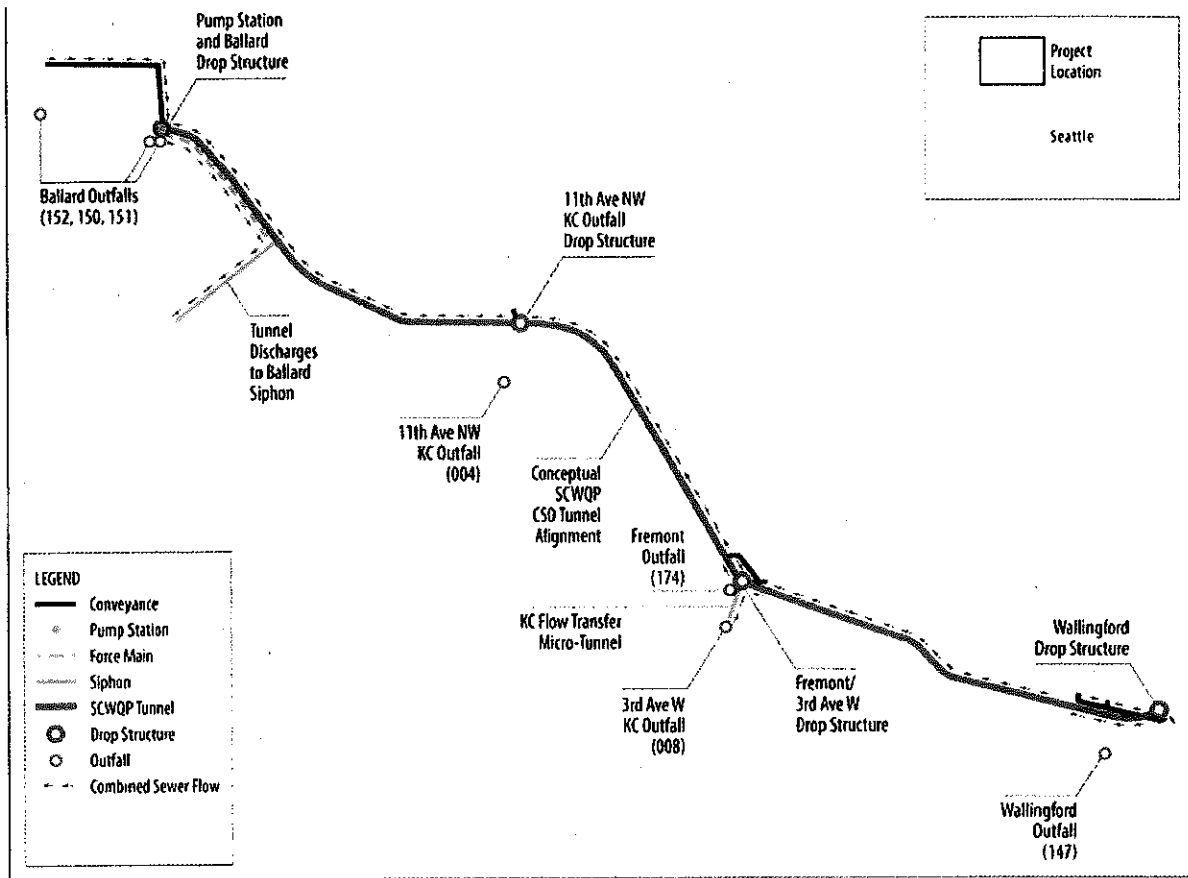 Pump Station
and Ballard
Drop Structure
Project
Location
Seattle
Ballard Outfalls
(152, 150, 151)
11th Ave NW
KC Outfall
Drop Structure
Tunnel
Discharges
to Ballard
Siphon
11th Ave NW
KC Outfall
(004)
Conceptual
SCWQP
CSO Tunnel
Alignment
Fremont
Outfall
(174)
KC Flow Transfer
Micro-Tunnel
Wallingford
Drop Structure
3rd Ave W
KC Outfall
(008)
Fremont/
3rd Ave W
Drop Structure
Wallingford
Outfall
(147)
LEGEND
Conveyance
Pump Station
Force Main
Siphon
SCWQP Tunnel
Drop Structure
Outfall
Combined Sewer Flow